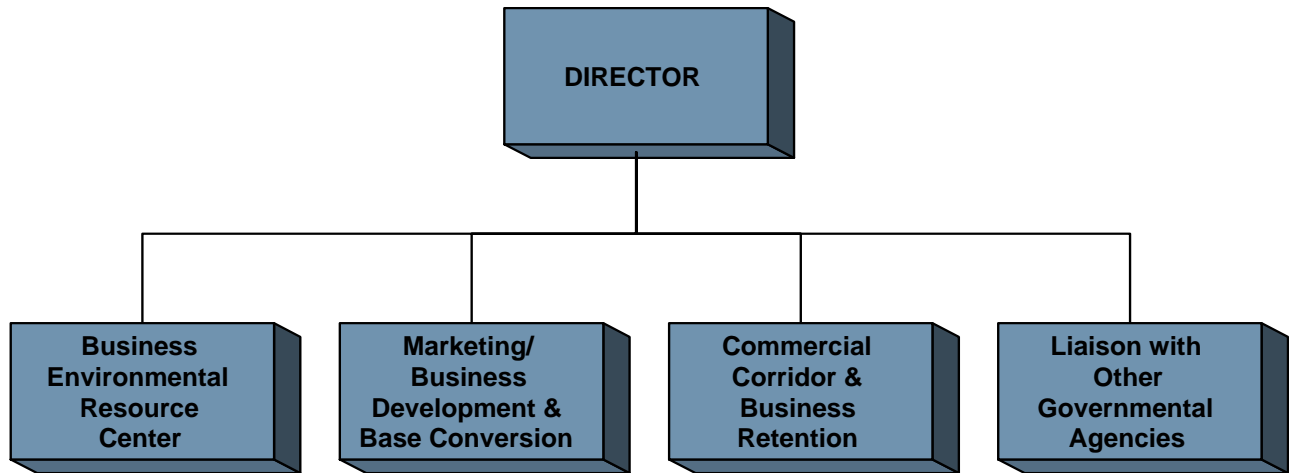 DIRECTOR
Business
Environmental
Resource
Center
Marketing/
Business
Development &
Base Conversion
Commercial
Corridor &
Business
Retention
Liaison with
Other
Governmental
Agencies